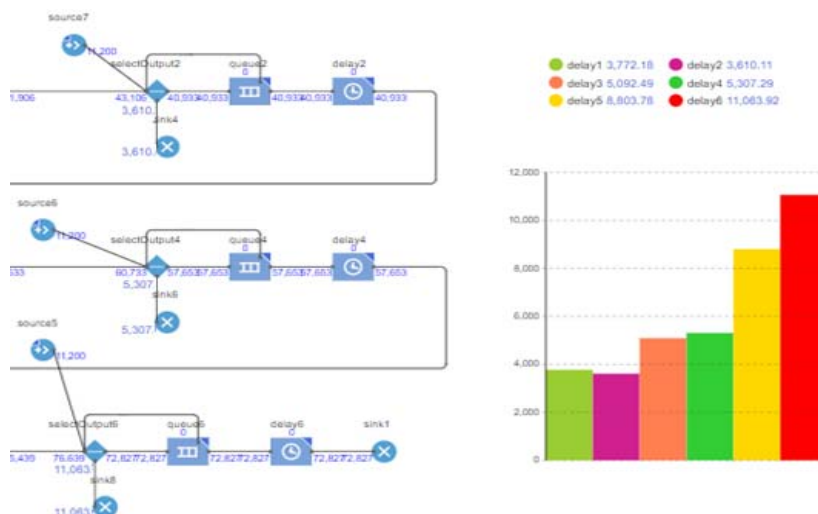 source7
11,200
selectOutput2
queue2
delay2
0
0
1,906
43,106
40,933
40,933
40,933
40,933
40,933
3,610.
sink4
3,610.
source6
11,200
selectOutput4
queue4
delay4
0
0
533
60,733
57,653
57,653
57,653
57,653
57,653
5,307.
sink6
5,307.
source5
11,200
selectOutput6
queue6
delay6
sink1
0
0
5,439
76,639
72,827
72,827
72,827
72,827
72,827
11,063
sink8
11,063
delay1 3,772.18
delay2 3,610.11
delay3 5,092.49
delay4 5,307.29
delay5 8,803.78
delay6 11,063.92
12,000
10,000
8,000
6,000
4,000
2,000
0